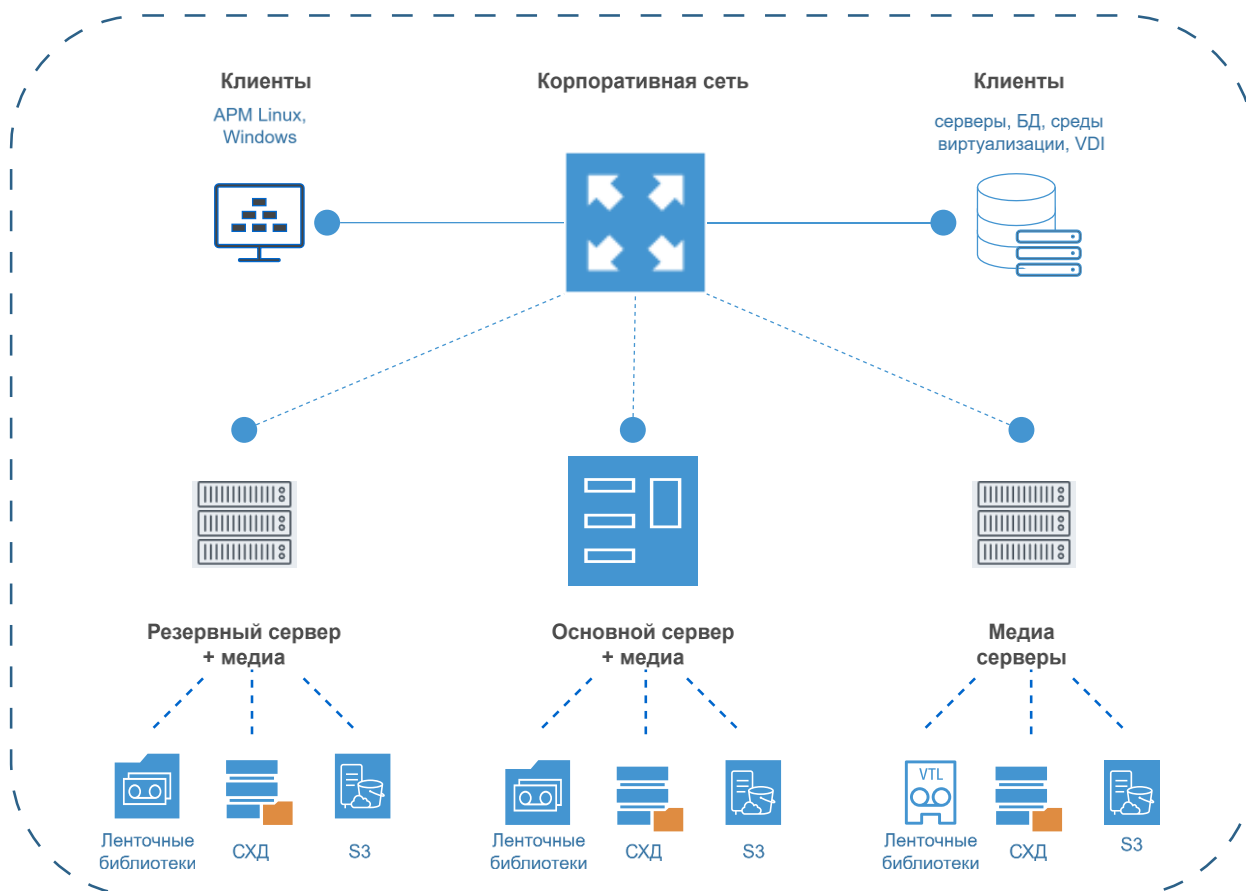 Клиенты
АРМ Linux,
Windows
Корпоративная сеть
Клиенты
серверы, БД, среды
виртуализации, VDI
Резервный сервер
+ медиа
Основной сервер
+ медиа
Медиа
серверы
Ленточные
библиотеки
СХД
S3
Ленточные
библиотеки
СХД
S3
VTL
Ленточные
библиотеки
СХД
S3